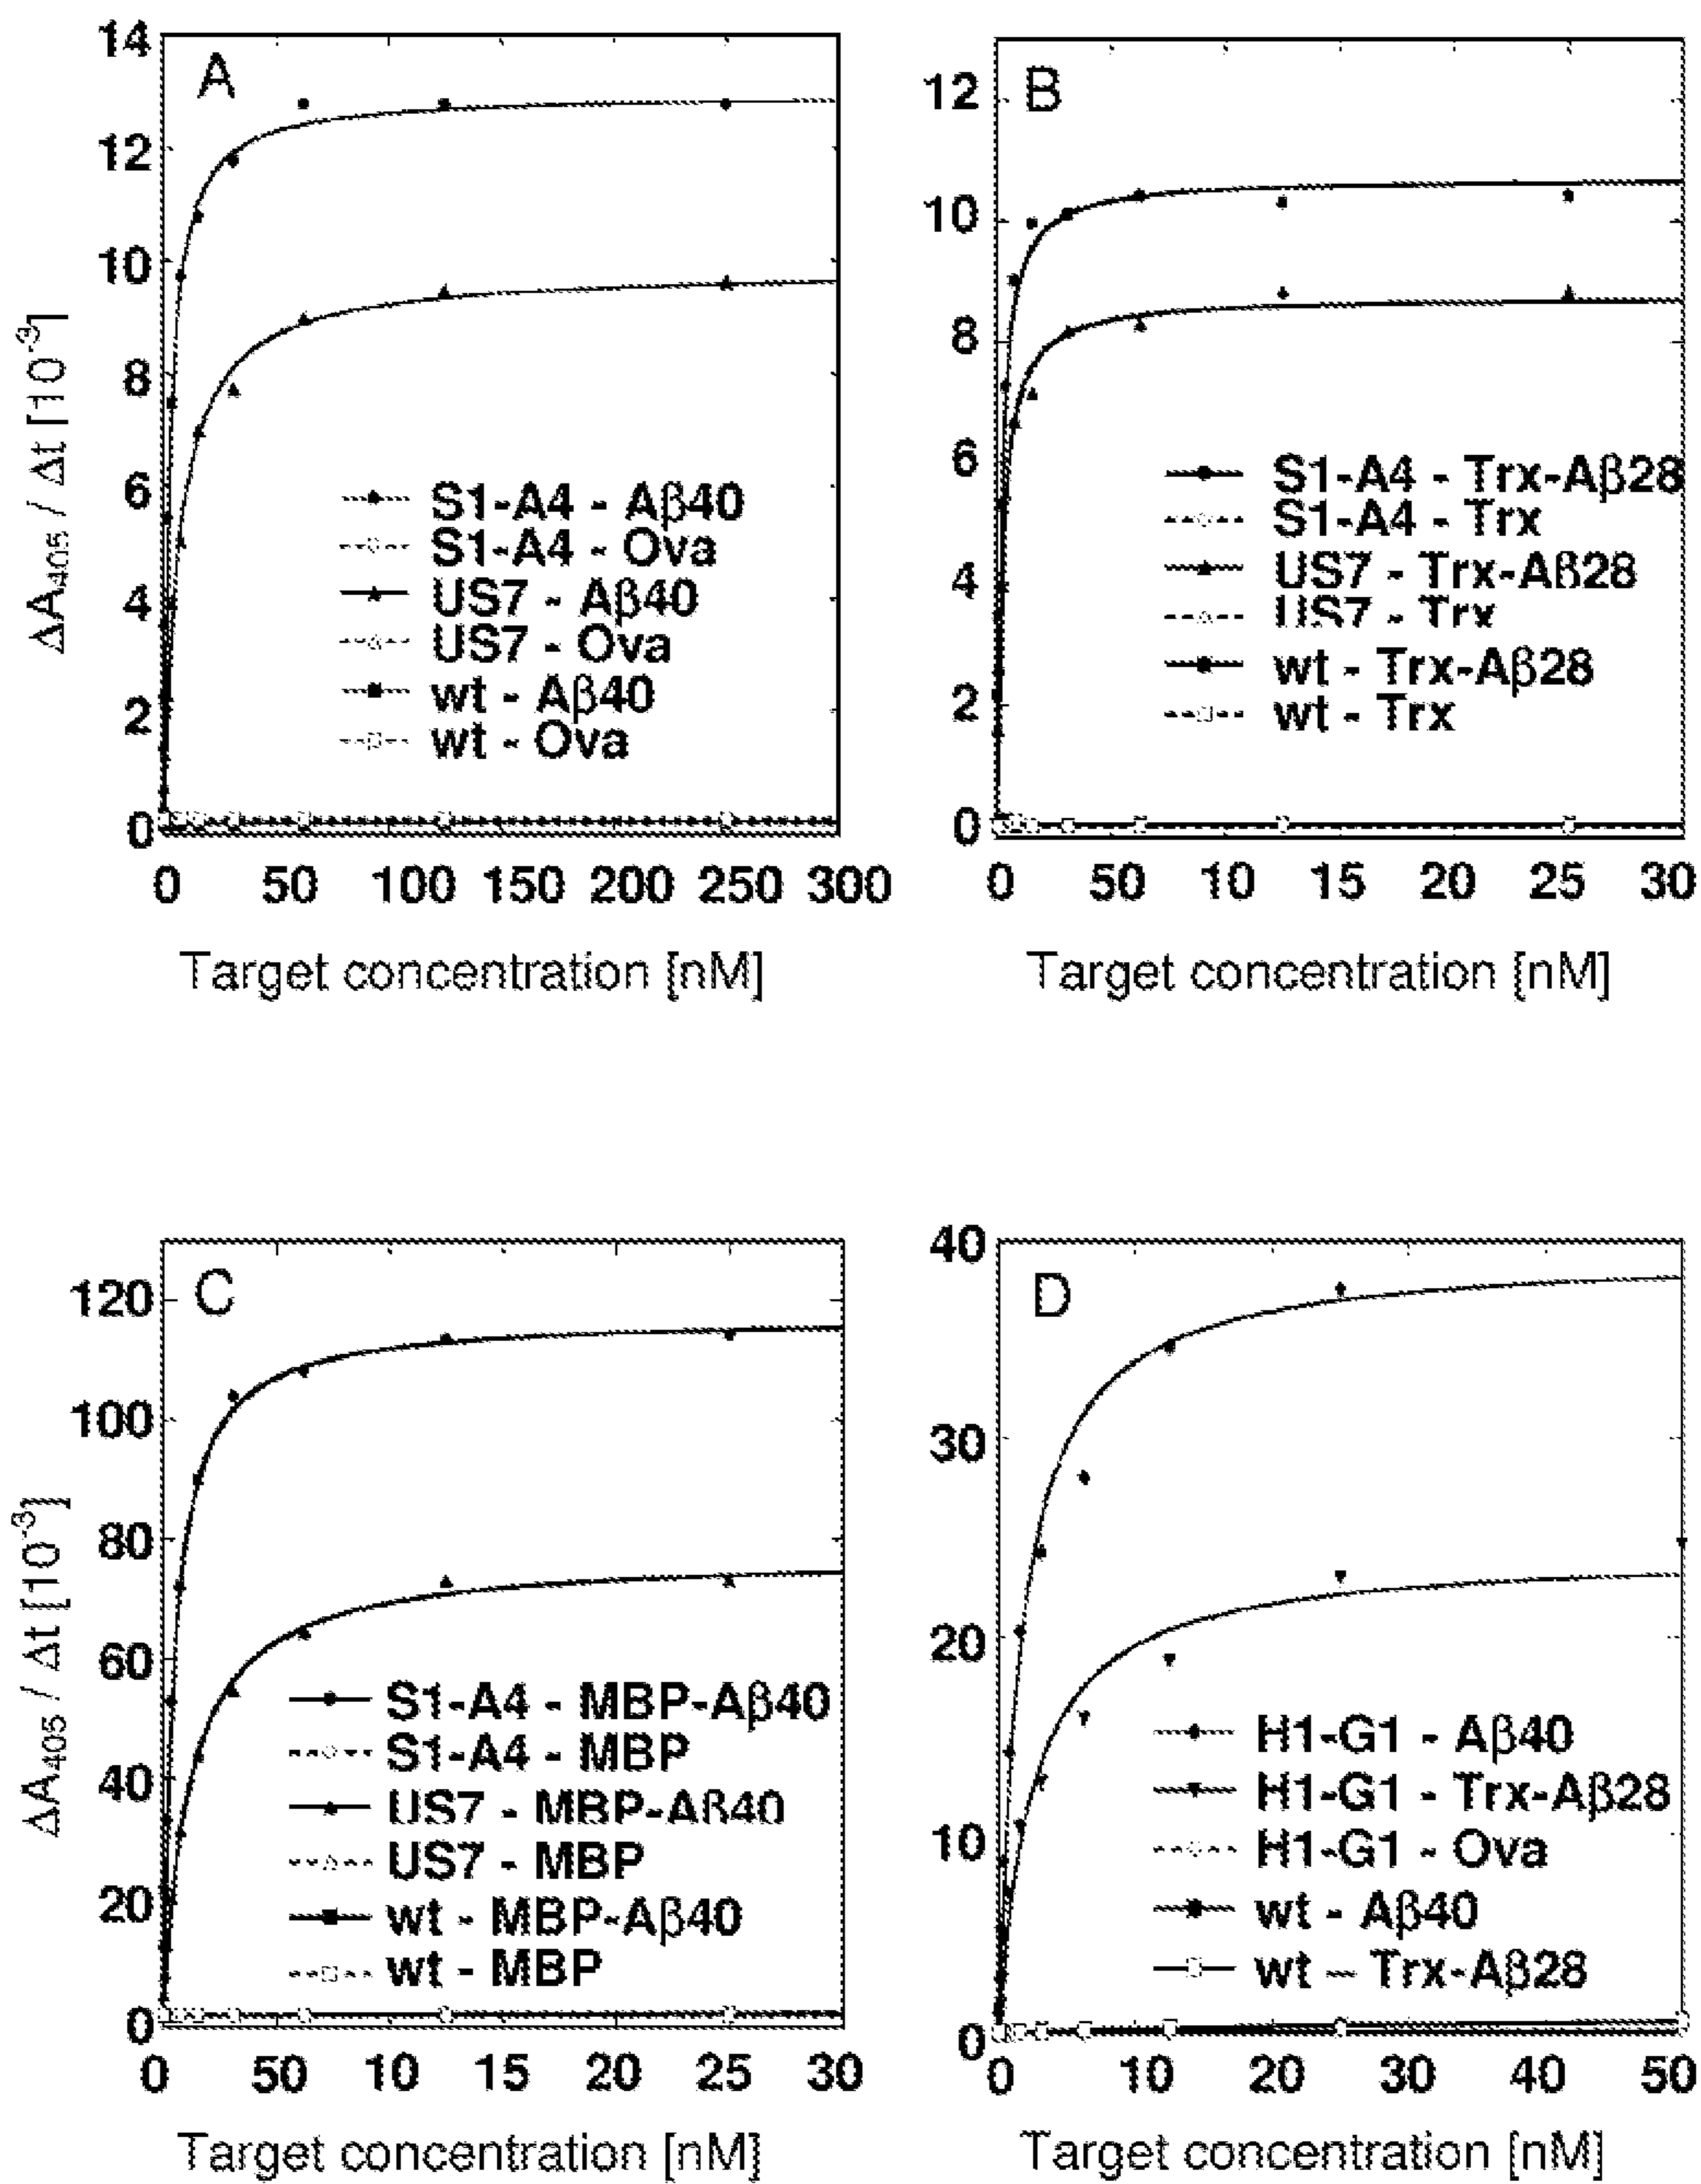 A
14
12
10
8
6
4
2
0
ΔA405 / Δt [10-3]
S1-A4 - Aβ40
S1-A4 - Ova
US7 - Aβ40
US7 - Ova
wt - Aβ40
wt - Ova
0 50 100 150 200 250 300
Target concentration [nM]
B
12
10
8
6
4
2
0
S1-A4 - Trx-Aβ28
S1-A4 - Trx
US7 - Trx-Aβ28
US7 - Trx
wt - Trx-Aβ28
wt - Trx
0 50 10 15 20 25 30
Target concentration [nM]
C
120
100
80
60
40
20
0
ΔA405 / Δt [10-3]
S1-A4 - MBP-Aβ40
S1-A4 - MBP
US7 - MBP-Aβ40
US7 - MBP
wt - MBP-Aβ40
wt - MBP
0 50 10 15 20 25 30
Target concentration [nM]
D
40
30
20
10
0
H1-G1 - Aβ40
H1-G1 - Trx-Aβ28
H1-G1 - Ova
wt - Aβ40
wt – Trx-Aβ28
0 10 20 30 40 50
Target concentration [nM]